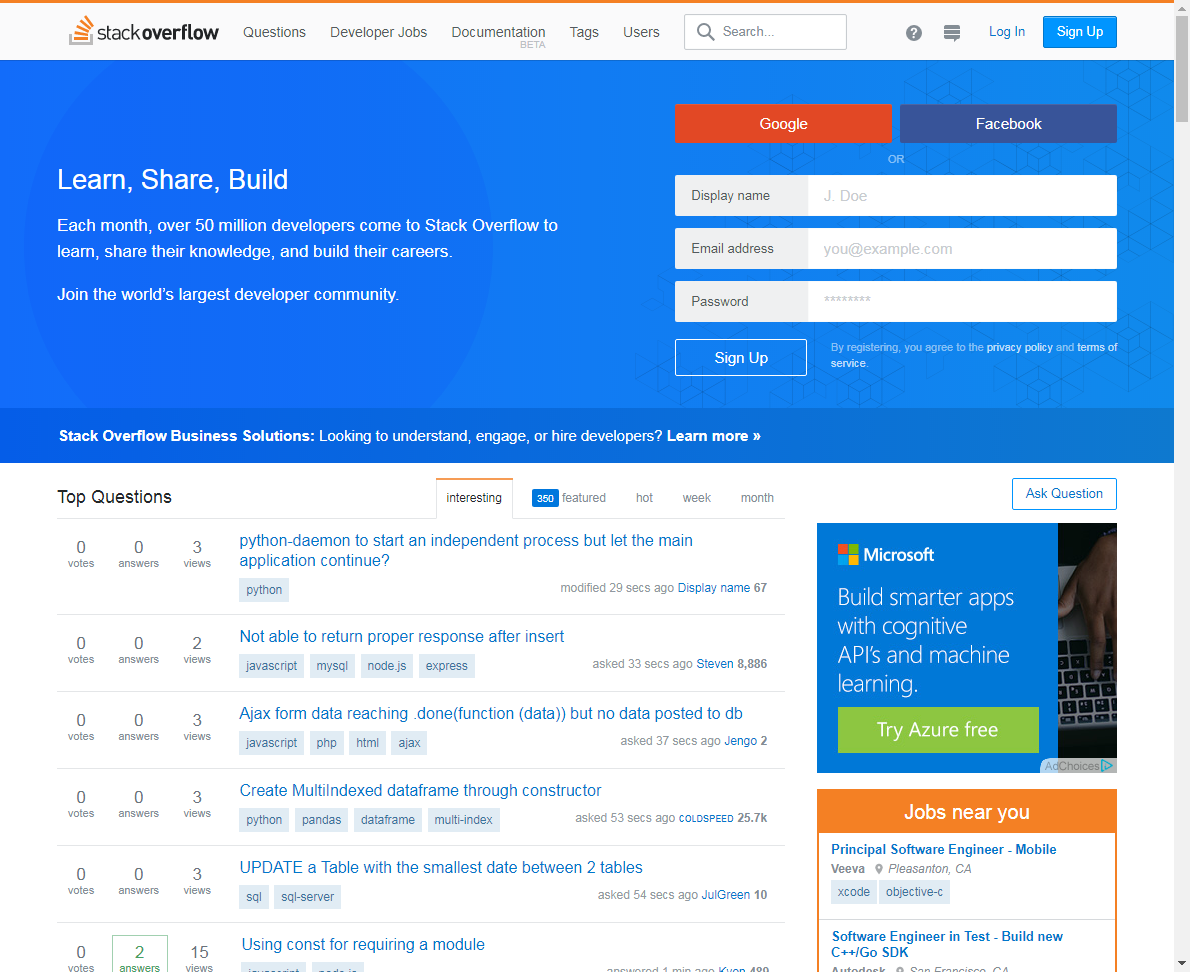 stackoverflow Questions Developer Jobs Documentation BETA Tags Users Search... ? Log In Sign Up
Google Facebook
OR
Learn, Share, Build
Each month, over 50 million developers come to Stack Overflow to
learn, share their knowledge, and build their careers.
Join the world's largest developer community.
Display name J. Doe
Email address you@example.com
Password ********
Sign Up
By registering, you agree to the privacy policy and terms of
service.
Stack Overflow Business Solutions: Looking to understand, engage, or hire developers? Learn more »
Top Questions interesting 350 featured hot week month
Ask Question
0 votes 0 answers 3 views
python-daemon to start an independent process but let the main
application continue?
python
modified 29 secs ago Display name 67
0 votes 0 answers 2 views
Not able to return proper response after insert
javascript mysql node.js express
asked 33 secs ago Steven 8,886
0 votes 0 answers 3 views
Ajax form data reaching .done(function (data)) but no data posted to db
javascript php html ajax
asked 37 secs ago Jengo 2
0 votes 0 answers 3 views
Create MultiIndexed dataframe through constructor
python pandas dataframe multi-index
asked 53 secs ago COLDSPEED 25.7k
0 votes 0 answers 3 views
UPDATE a Table with the smallest date between 2 tables
sql sql-server
asked 54 secs ago JulGreen 10
0 votes 2 answers 15 views
Using const for requiring a module
javascript node.js
answered 1 min ago Kyon 489
Microsoft
Build smarter apps
with cognitive
API's and machine
learning.
Try Azure free
AdChoices
Jobs near you
Principal Software Engineer - Mobile
Veeva Pleasanton, CA
xcode objective-c
Software Engineer in Test - Build new
C++/Go SDK
Autodesk San Francisco, CA